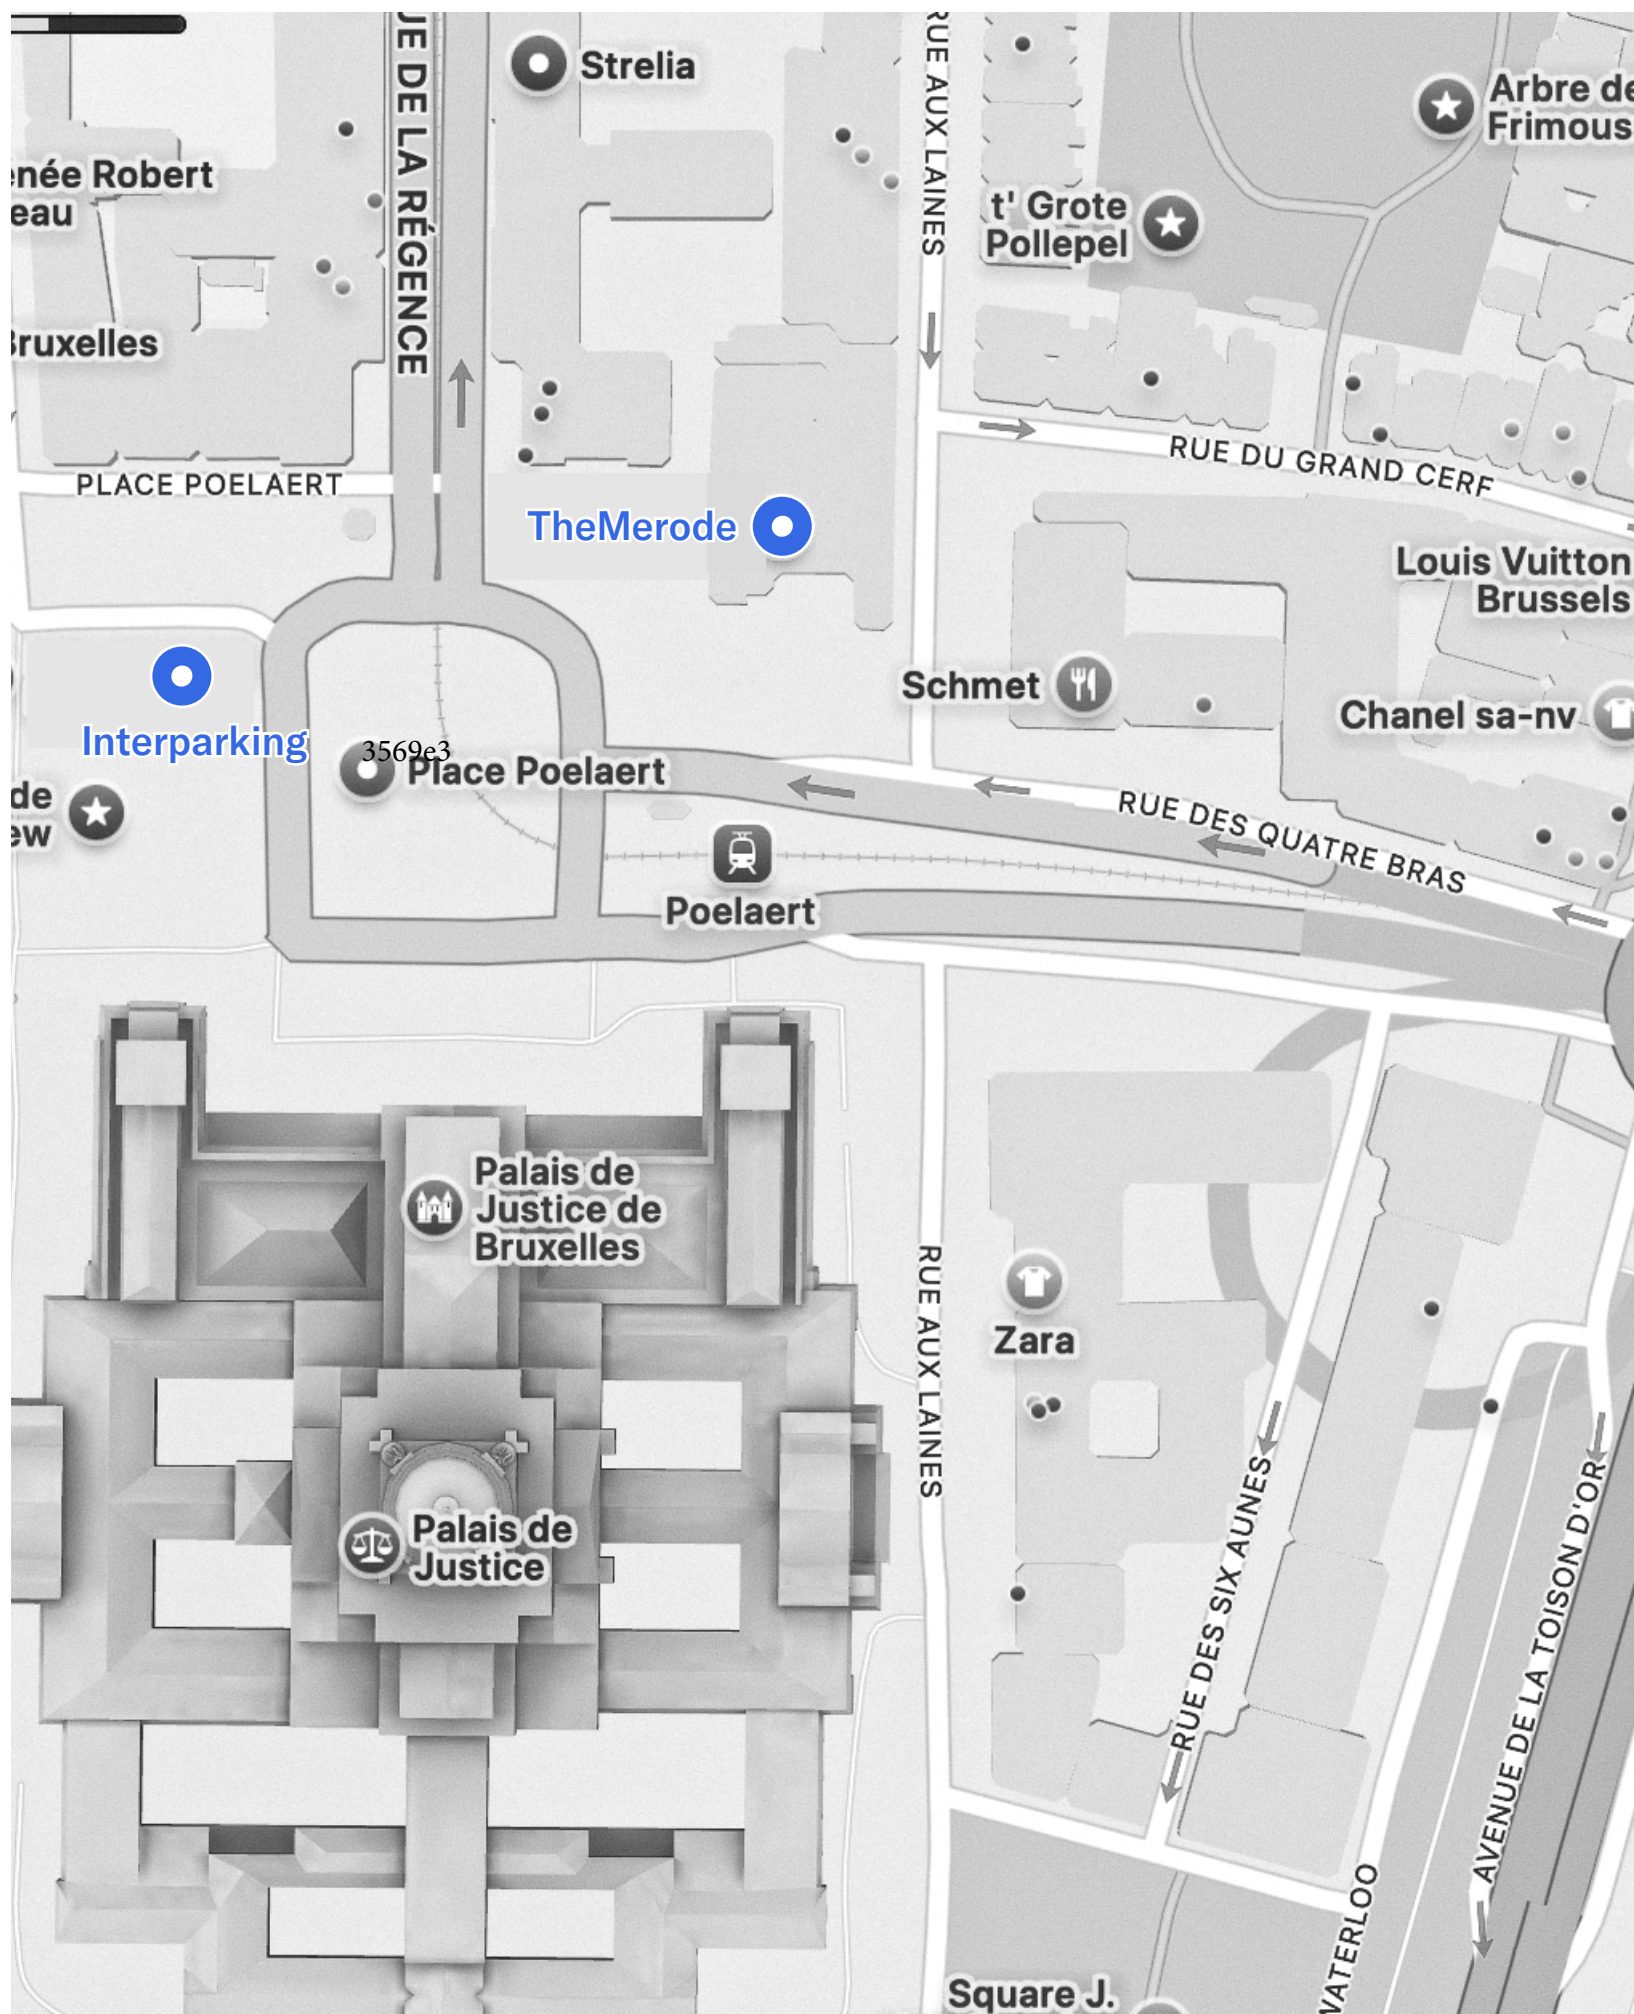 UE DE LA RÉGENCE
Strelia
RUE AUX LAINES
Arbre de
Frimous
enée Robert
eau
t' Grote
Pollepel
Bruxelles
RUE DU GRAND CERF
PLACE POELAERT
TheMerode
Louis Vuitton
Brussels
Schmet
Chanel sa-nv
Interparking
3569e3
Place Poelaert
de
ew
RUE DES QUATRE BRAS
Poelaert
Palais de
Justice de
Bruxelles
RUE AUX LAINES
Zara
Palais de
Justice
RUE DES SIX AUNES
AVENUE DE LA TOISON D'OR
WATERLOO
Square J.